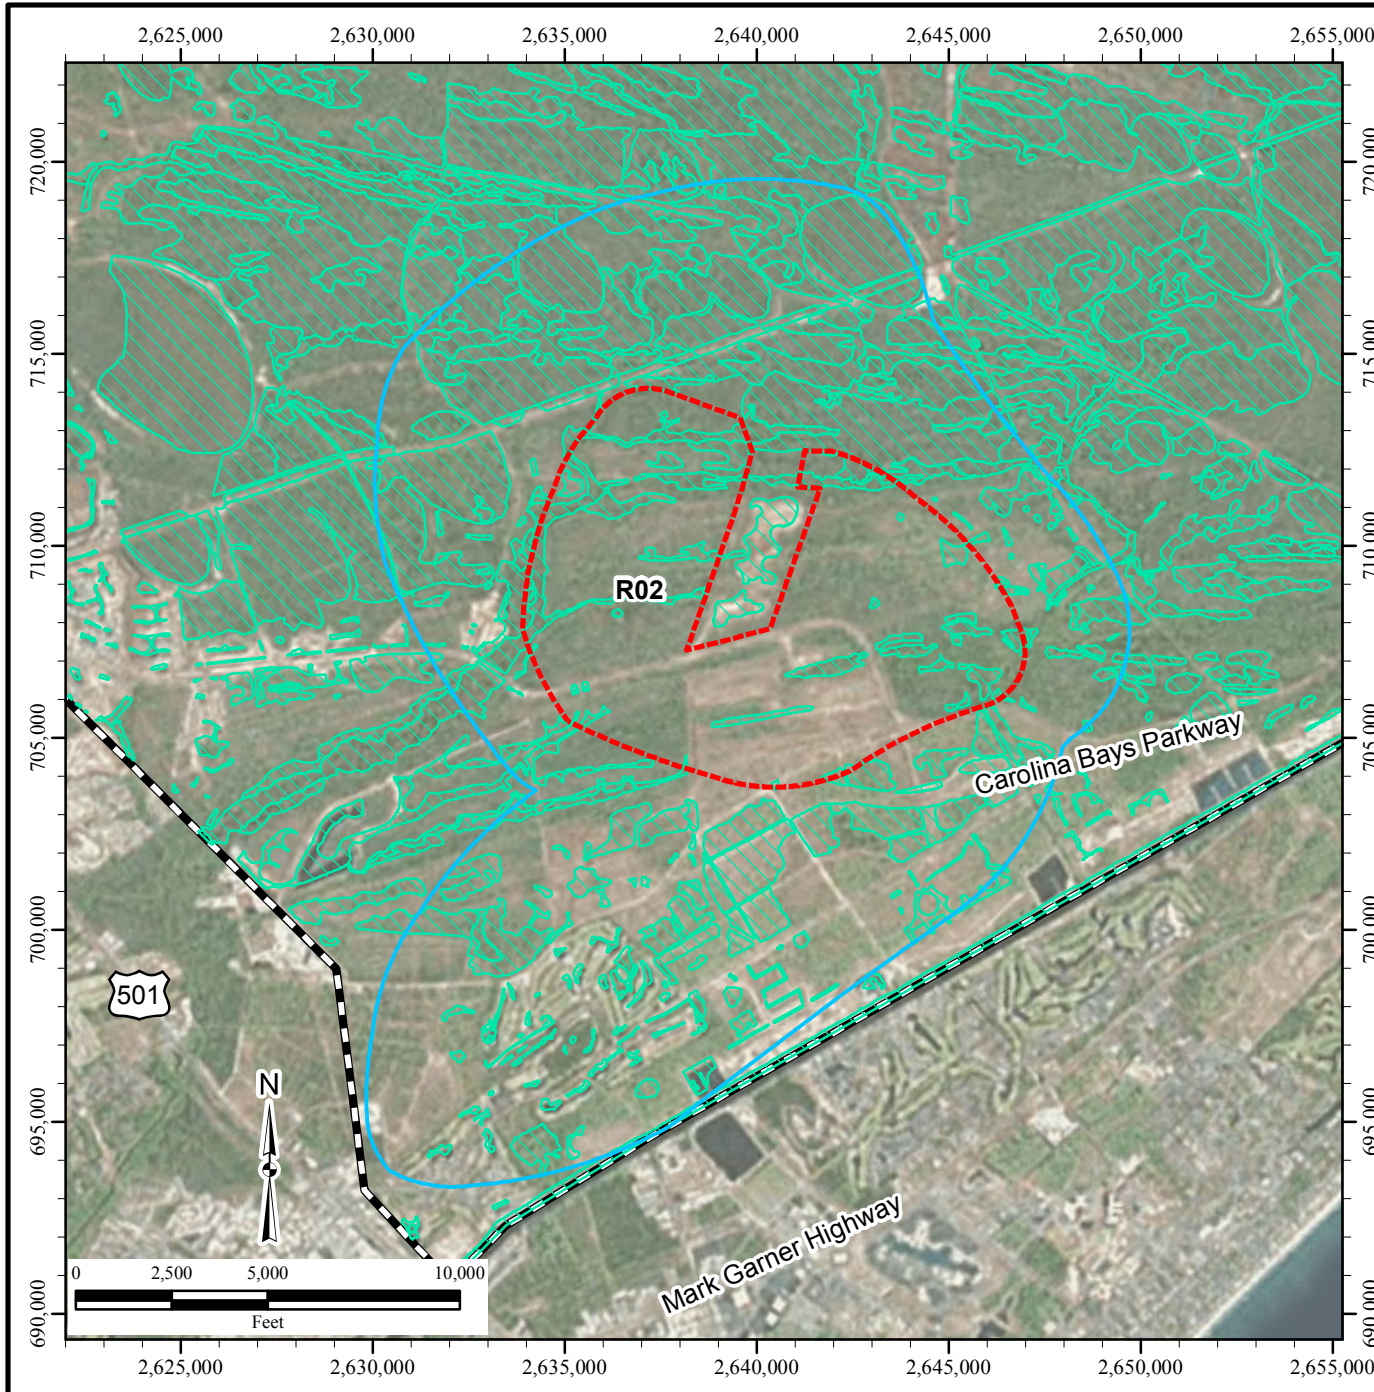 2,625,000 2,630,000 2,635,000 2,640,000 2,645,000 2,650,000 2,655,000
720,000 720,000
715,000 715,000
710,000 710,000
R02
705,000 705,000
Carolina Bays Parkway
700,000 700,000
501
N
695,000 695,000
Mark Garner Highway
0 2,500 5,000 10,000
Feet
690,000 690,000
2,625,000 2,630,000 2,635,000 2,640,000 2,645,000 2,650,000 2,655,000